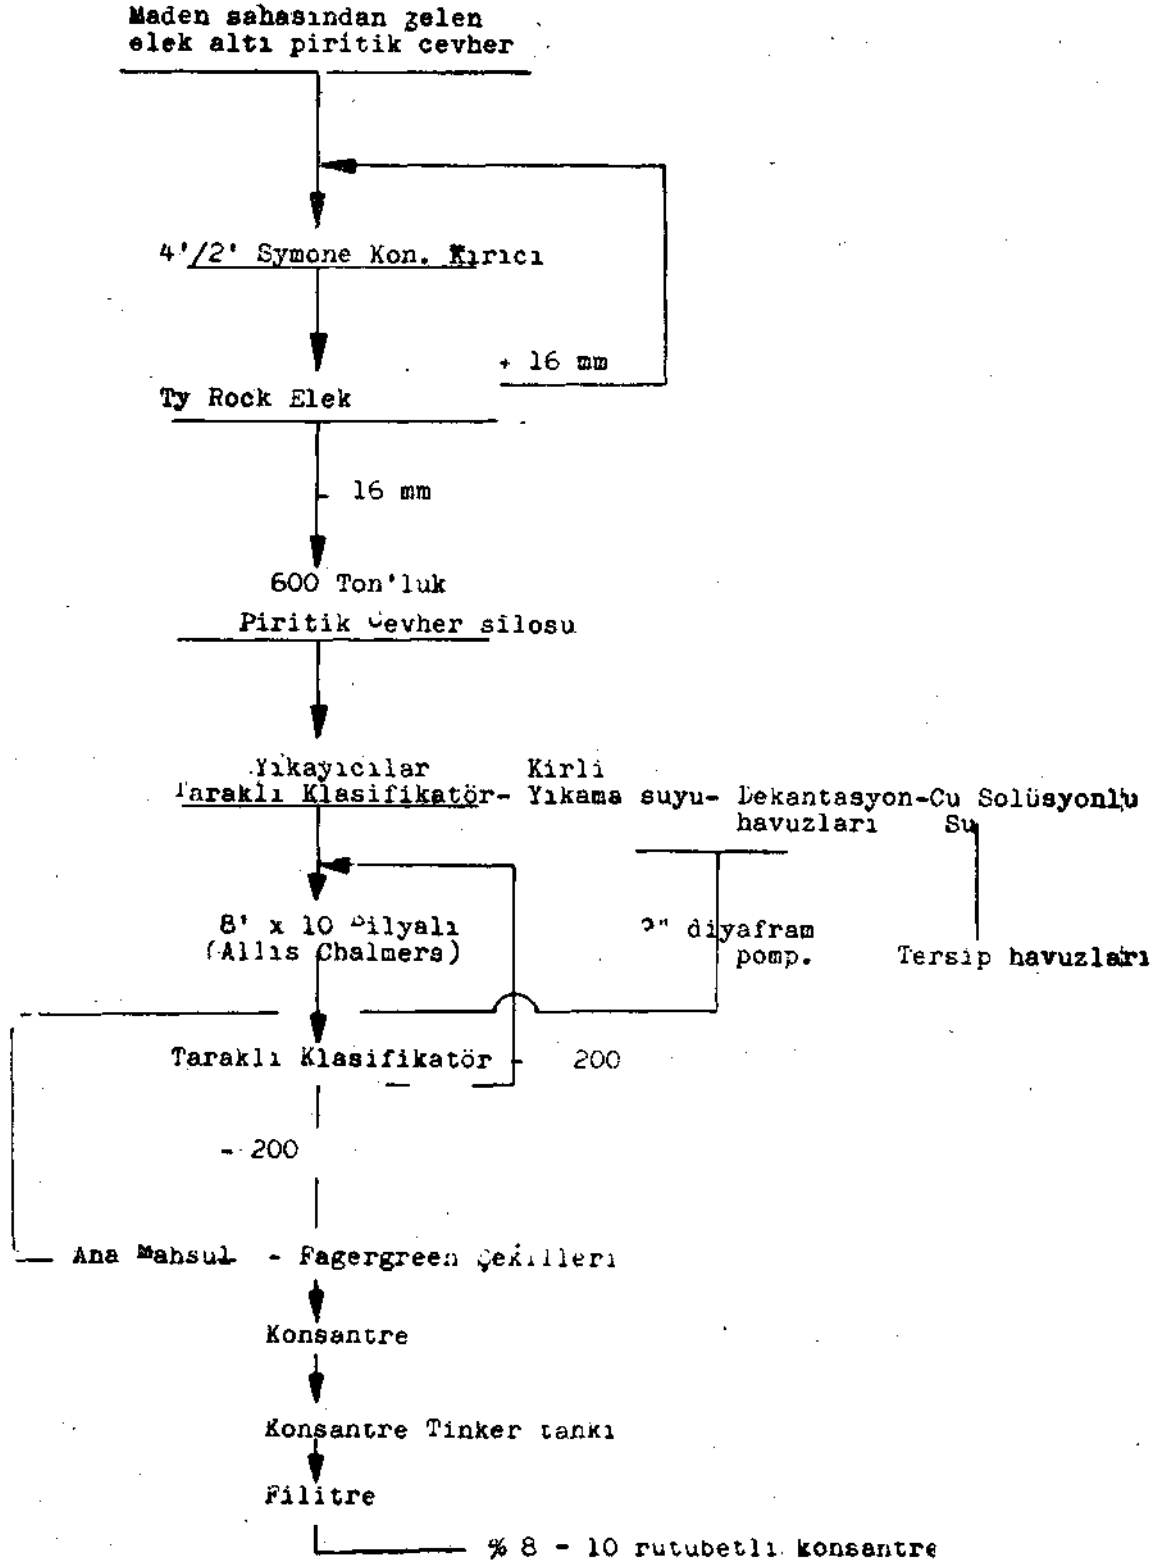 Maden sahasından gelen
elek altı piritik cevher
4'/2' Symone Kon. Kırıcı
+ 16 mm
Ty Rock Elek
- 16 mm
600 Ton'luk
Piritik Cevher silosu
Yıkayıcılar Kirli
Taraklı Klasifikatör- Yıkama suyu- Dekantasyon-Cu Solüsyonlu
havuzları Su
8' x 10 Bilyalı
(Allıs Chalmers)
diyafram
pomp.
Tersip havuzları
Taraklı Klasifikatör - 200
- 200
Ana Mahsul - Fagergreen Şekilleri
Konsantre
Konsantre Tinker tankı
Filitre
% 8 - 10 rutubetli konsantre